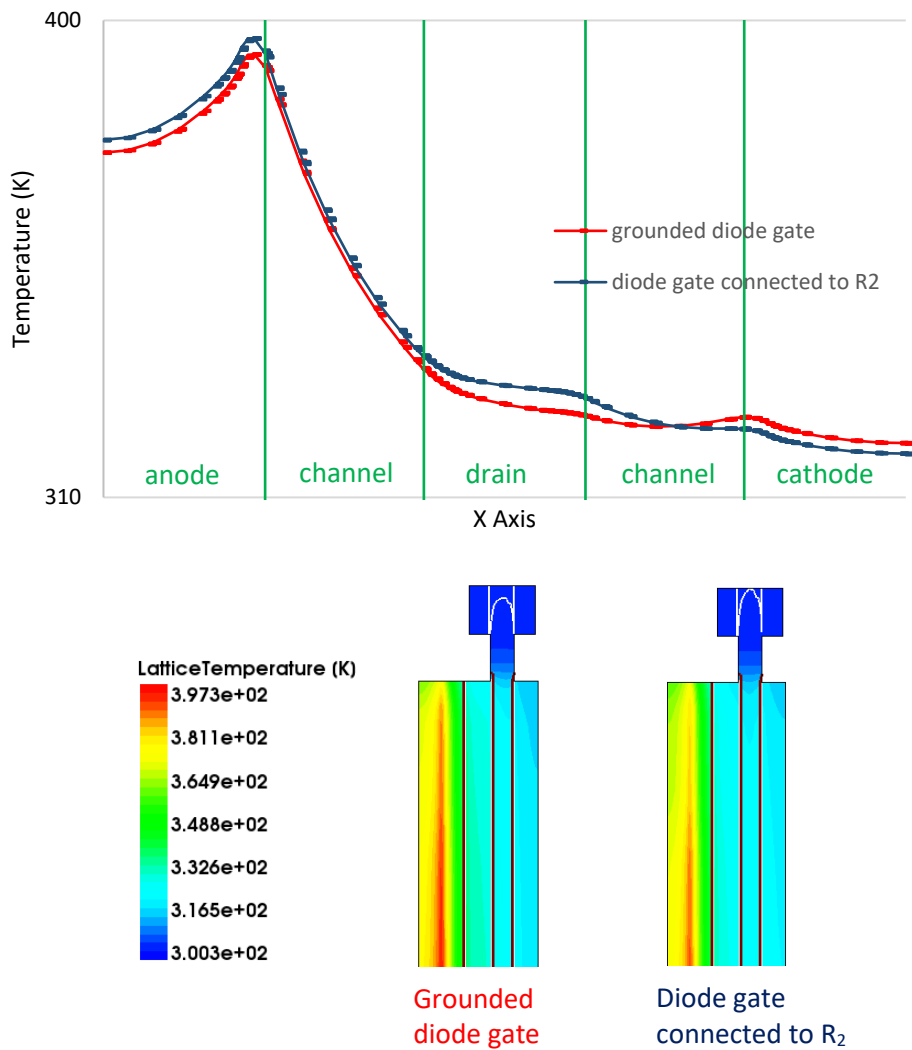 400
Temperature (K)
grounded diode gate
diode gate connected to R2
anode channel drain channel cathode
310
X Axis
LatticeTemperature (K)
3.973e+02
3.811e+02
3.649e+02
3.488e+02
3.326e+02
3.165e+02
3.003e+02
Grounded
diode gate
Diode gate
connected to R₂